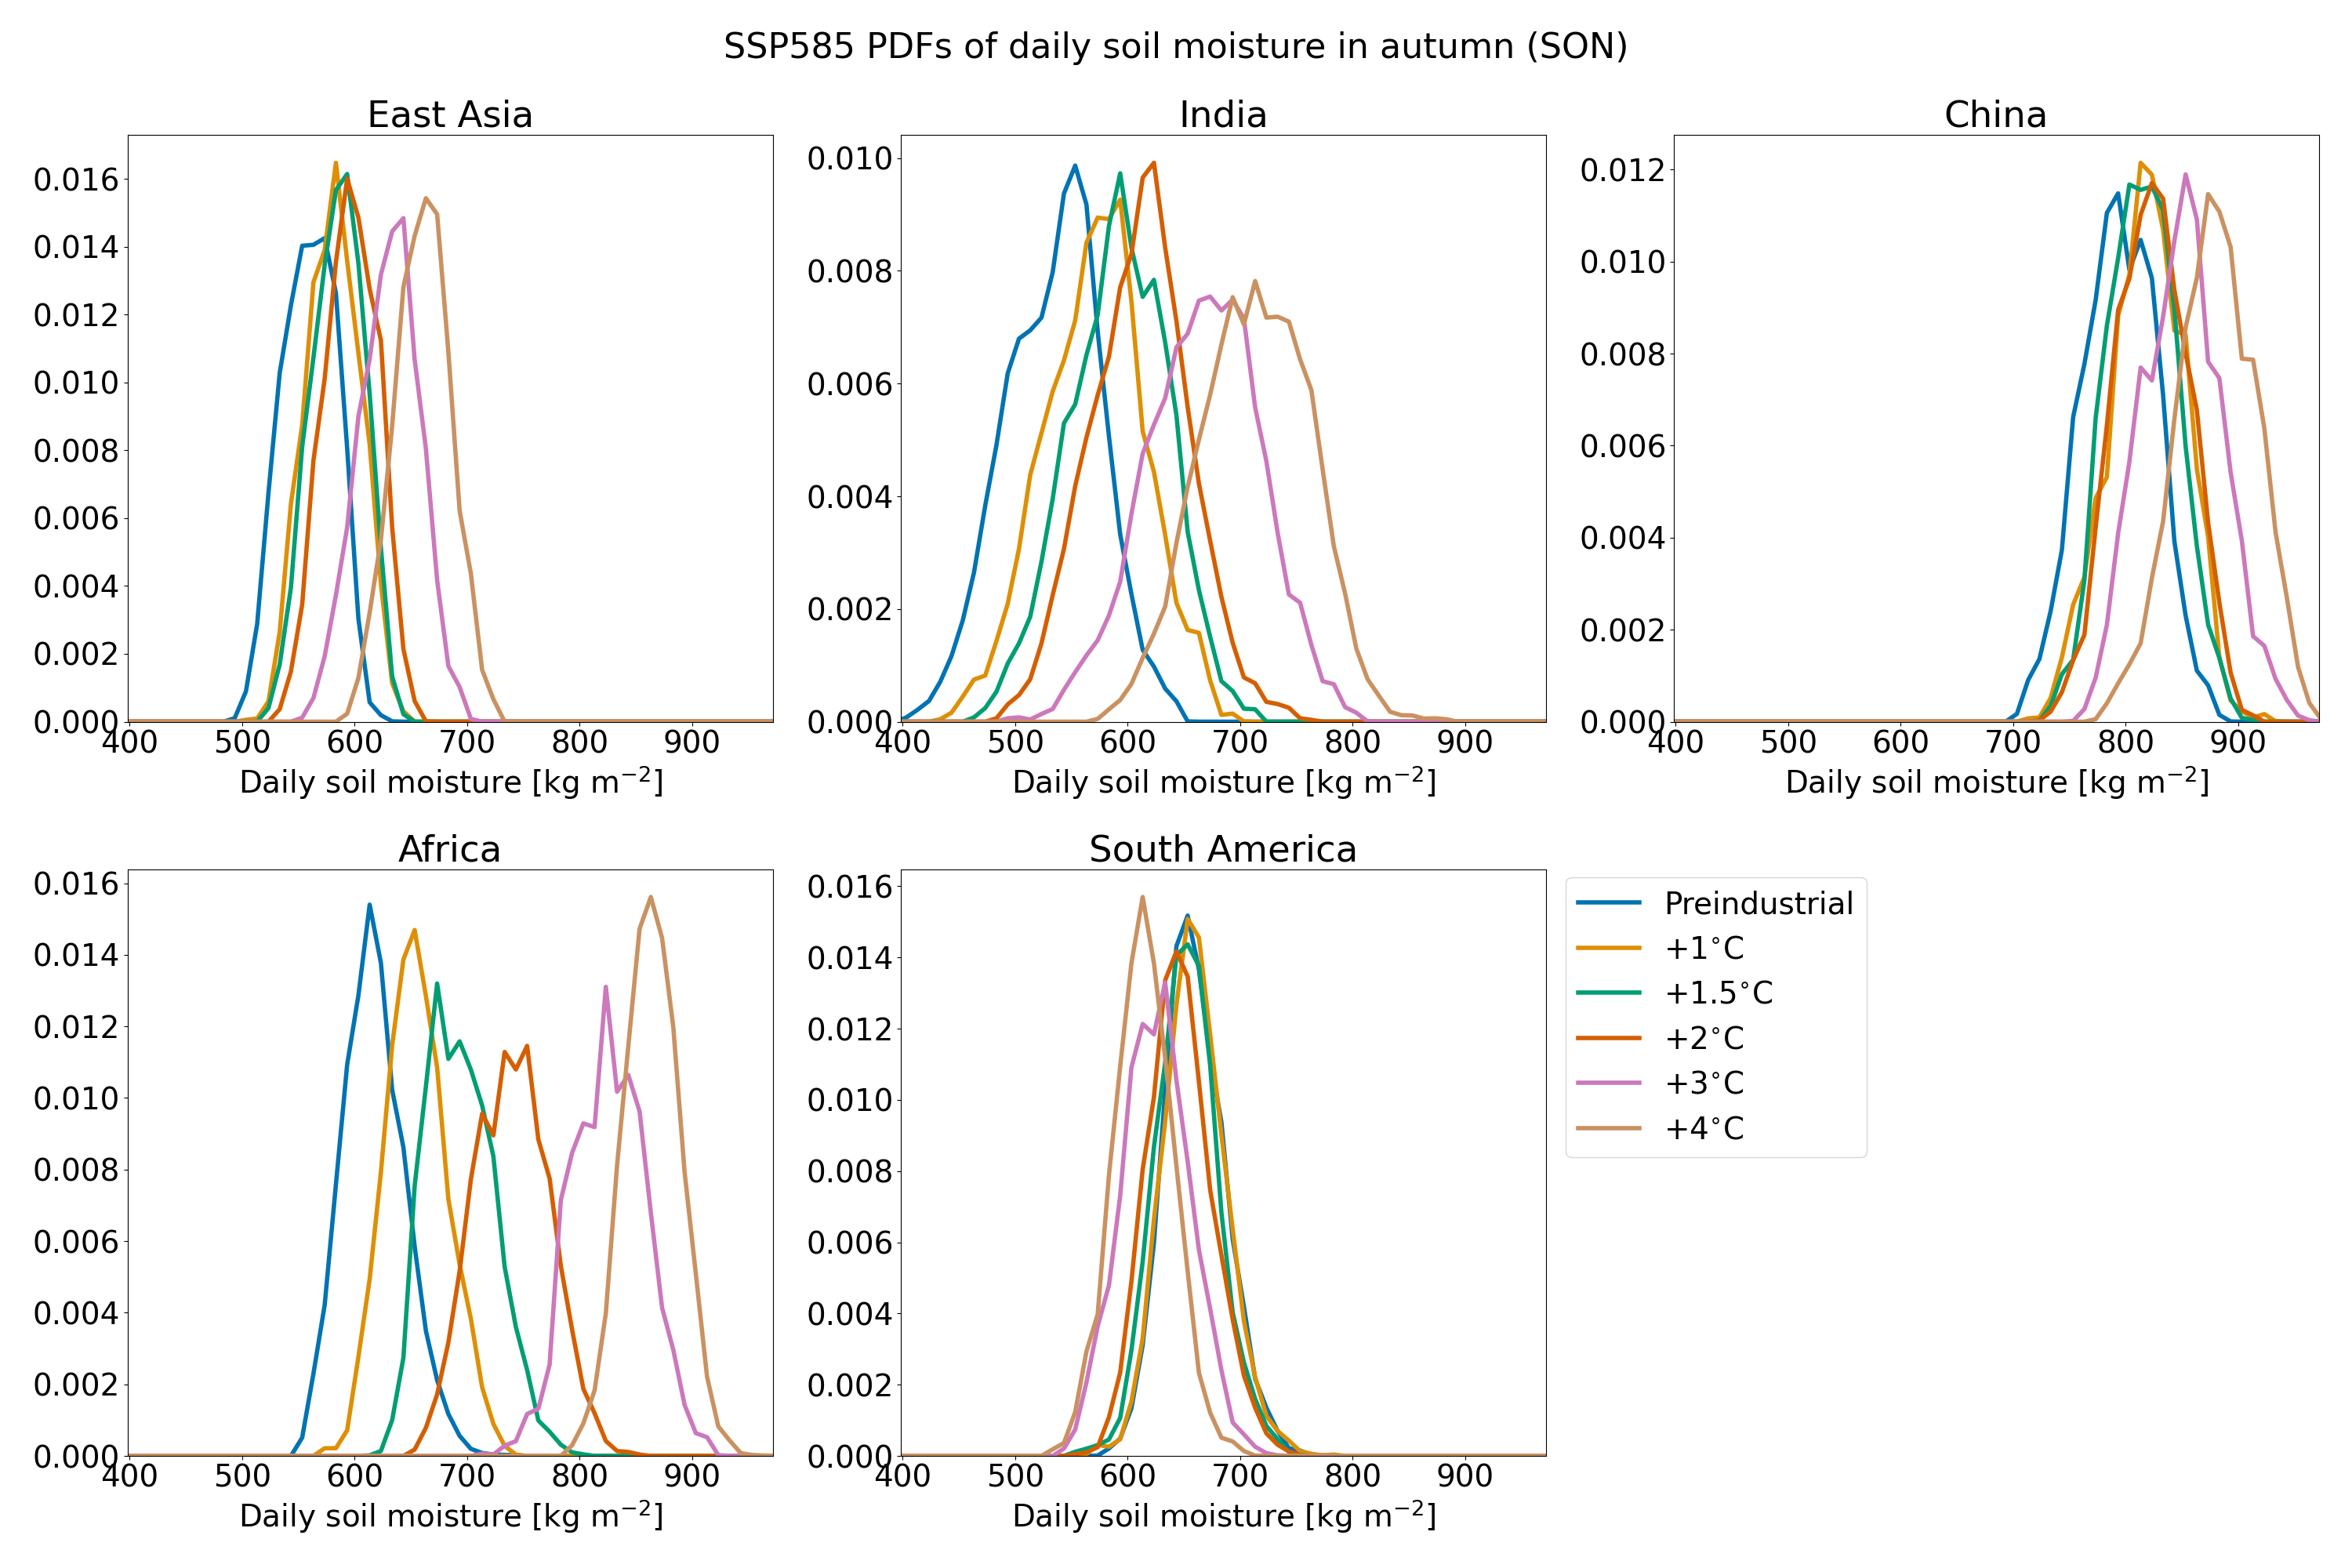 SSP585 PDFs of daily soil moisture in autumn (SON)
East Asia
0.016
0.014
0.012
0.010
0.008
0.006
0.004
0.002
0.000
400 500 600 700 800 900
Daily soil moisture [kg m⁻²]
India
0.010
0.008
0.006
0.004
0.002
0.000
400 500 600 700 800 900
Daily soil moisture [kg m⁻²]
China
0.012
0.010
0.008
0.006
0.004
0.002
0.000
400 500 600 700 800 900
Daily soil moisture [kg m⁻²]
Africa
0.016
0.014
0.012
0.010
0.008
0.006
0.004
0.002
0.000
400 500 600 700 800 900
Daily soil moisture [kg m⁻²]
South America
0.016
0.014
0.012
0.010
0.008
0.006
0.004
0.002
0.000
400 500 600 700 800 900
Daily soil moisture [kg m⁻²]
Preindustrial
+1°C
+1.5°C
+2°C
+3°C
+4°C